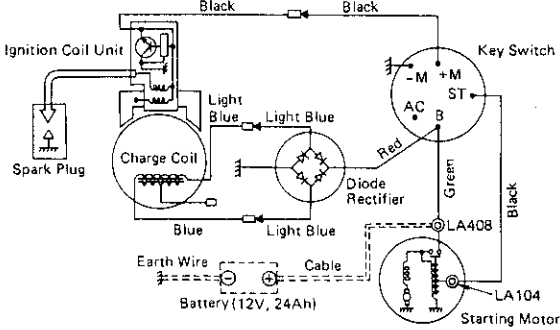 Black
Black
Ignition Coil Unit
Key Switch
-M
+M
ST
AC
B
Light
Blue
Light Blue
Red
Charge Coil
Spark Plug
Diode
Rectifier
Green
Black
Blue
Light Blue
LA408
Earth Wire
Cable
Battery (12V, 24Ah)
LA104
Starting Motor